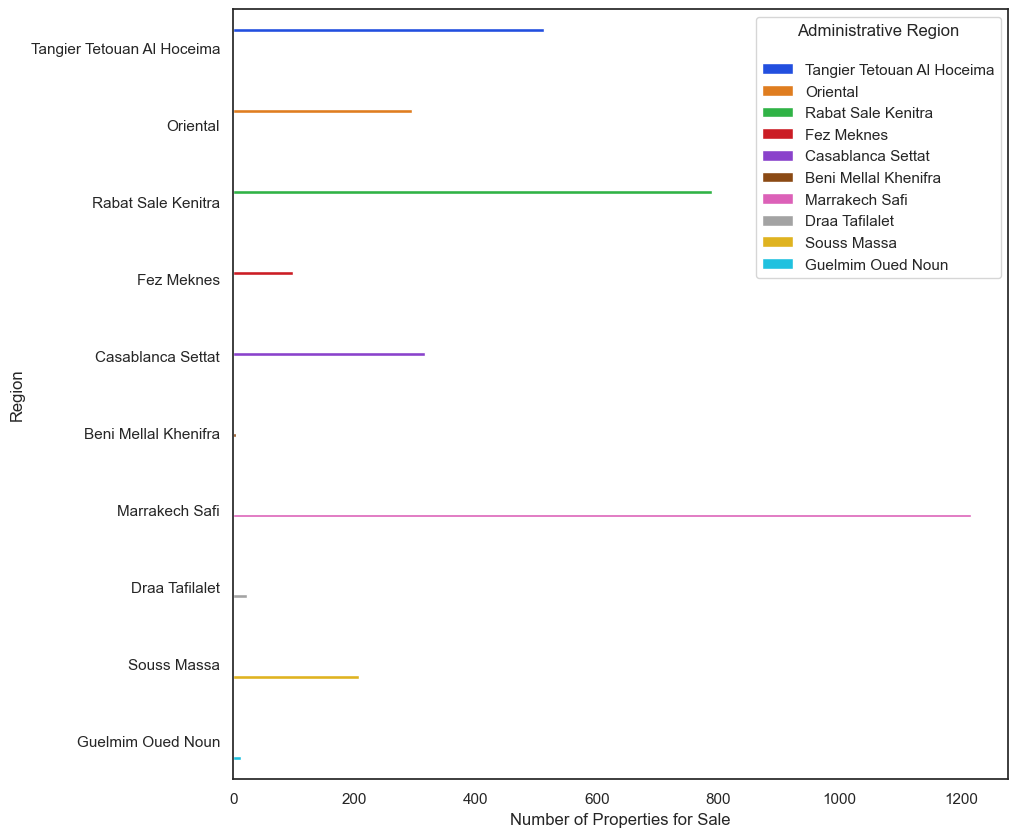 Administrative Region
Tangier Tetouan Al Hoceima
Oriental
Rabat Sale Kenitra
Fez Meknes
Casablanca Settat
Beni Mellal Khenifra
Marrakech Safi
Draa Tafilalet
Souss Massa
Guelmim Oued Noun
Region
Tangier Tetouan Al Hoceima
Oriental
Rabat Sale Kenitra
Fez Meknes
Casablanca Settat
Beni Mellal Khenifra
Marrakech Safi
Draa Tafilalet
Souss Massa
Guelmim Oued Noun
0 200 400 600 800 1000 1200
Number of Properties for Sale